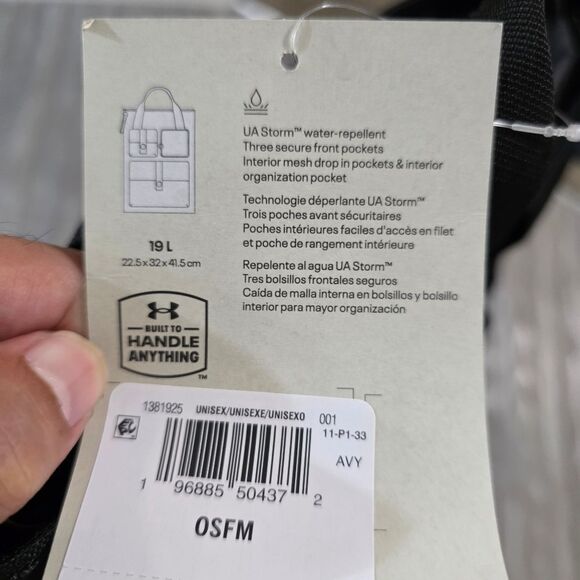 UA Storm™ water-repellent
Three secure front pockets
Interior mesh drop in pockets & interior
organization pocket
Technologie déperlante UA Storm™
Trois poches avant sécuritaires
Poches intérieures faciles d'accès en filet
et poche de rangement intérieure
Repelente al agua UA Storm™
Tres bolsillos frontales seguros
Caída de malla interna en bolsillos y bolsillo
interior para mayor organización
19 L
22.5 x 32 x 41.5 cm
BUILT TO
HANDLE
ANYTHING™
1381925 UNISEX/UNISEXE/UNISEXO 001
11-P1-33
AVY
1 96885 50437 2
OSFM